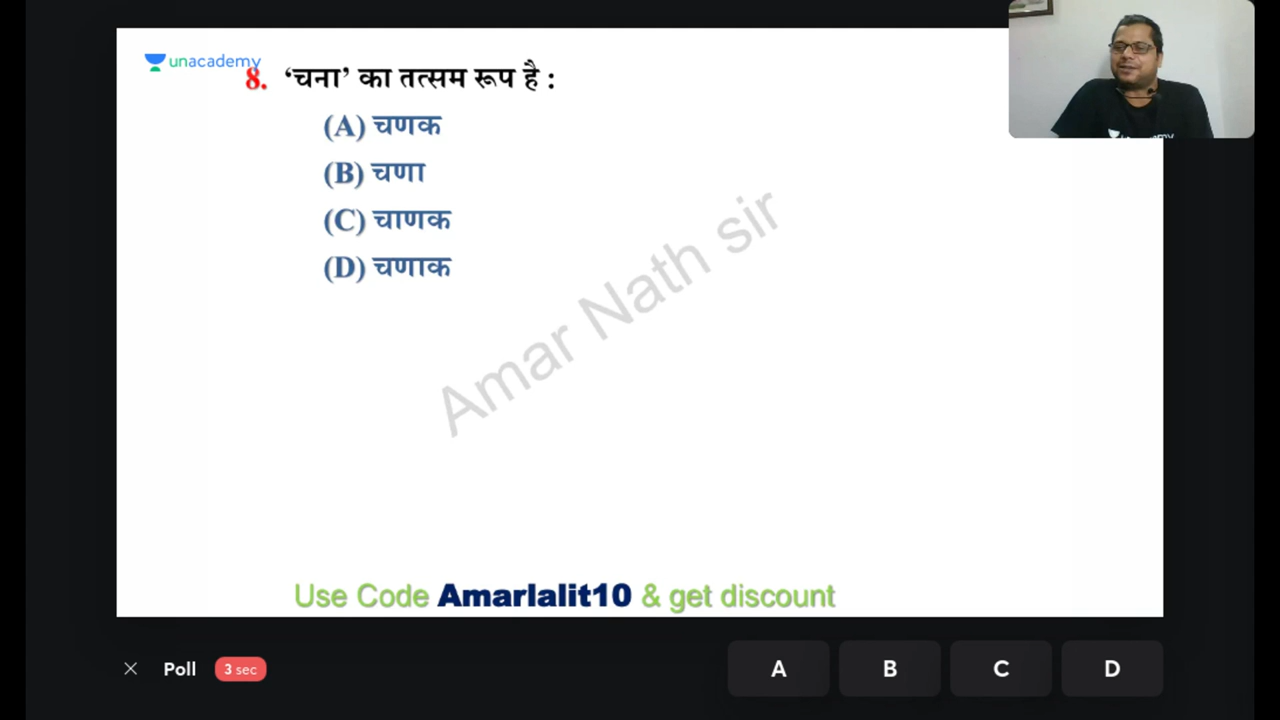 unacademy
8. ‘चना’ का तत्सम रूप है :
(A) चणक
(B) चणा
(C) चाणक
(D) चणाक
Amar Nath sir
Use Code Amarlalit10 & get discount
Poll 3 sec A B C D